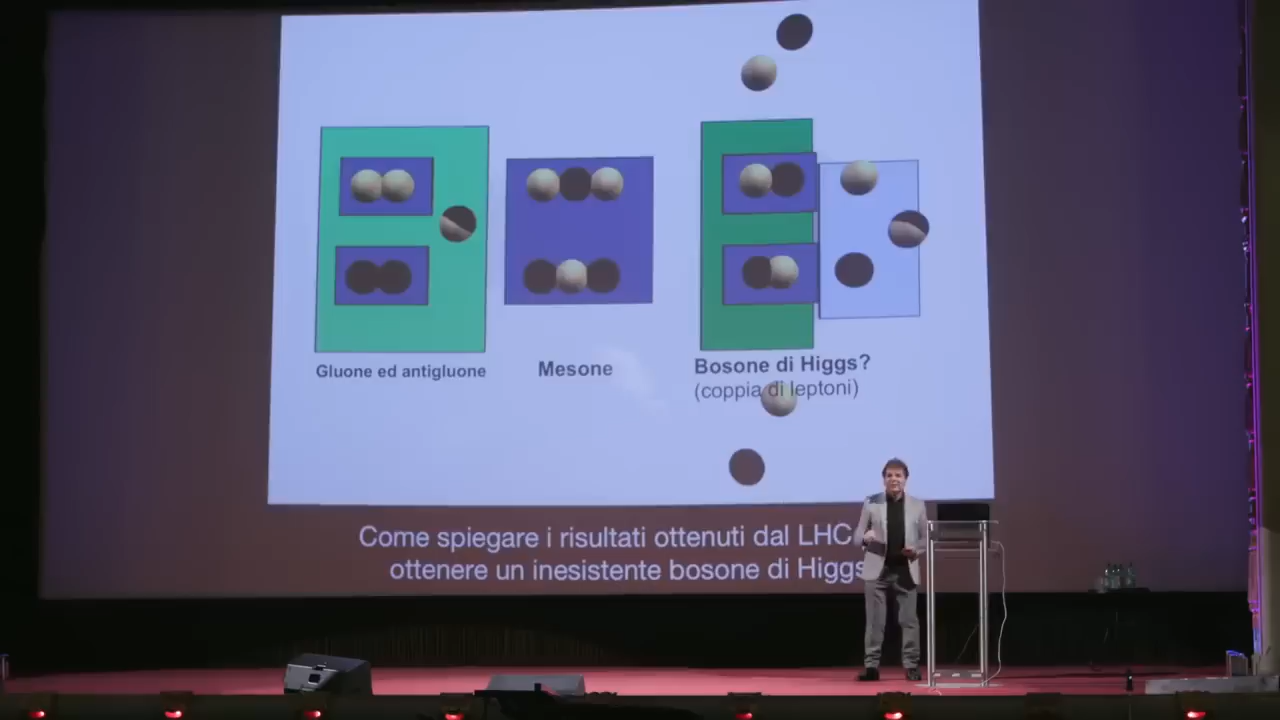 Gluone ed antigluone
Mesone
Bosone di Higgs?
(coppia di leptoni)
Come spiegare i risultati ottenuti dal LHC
ottenere un inesistente bosone di Higgs